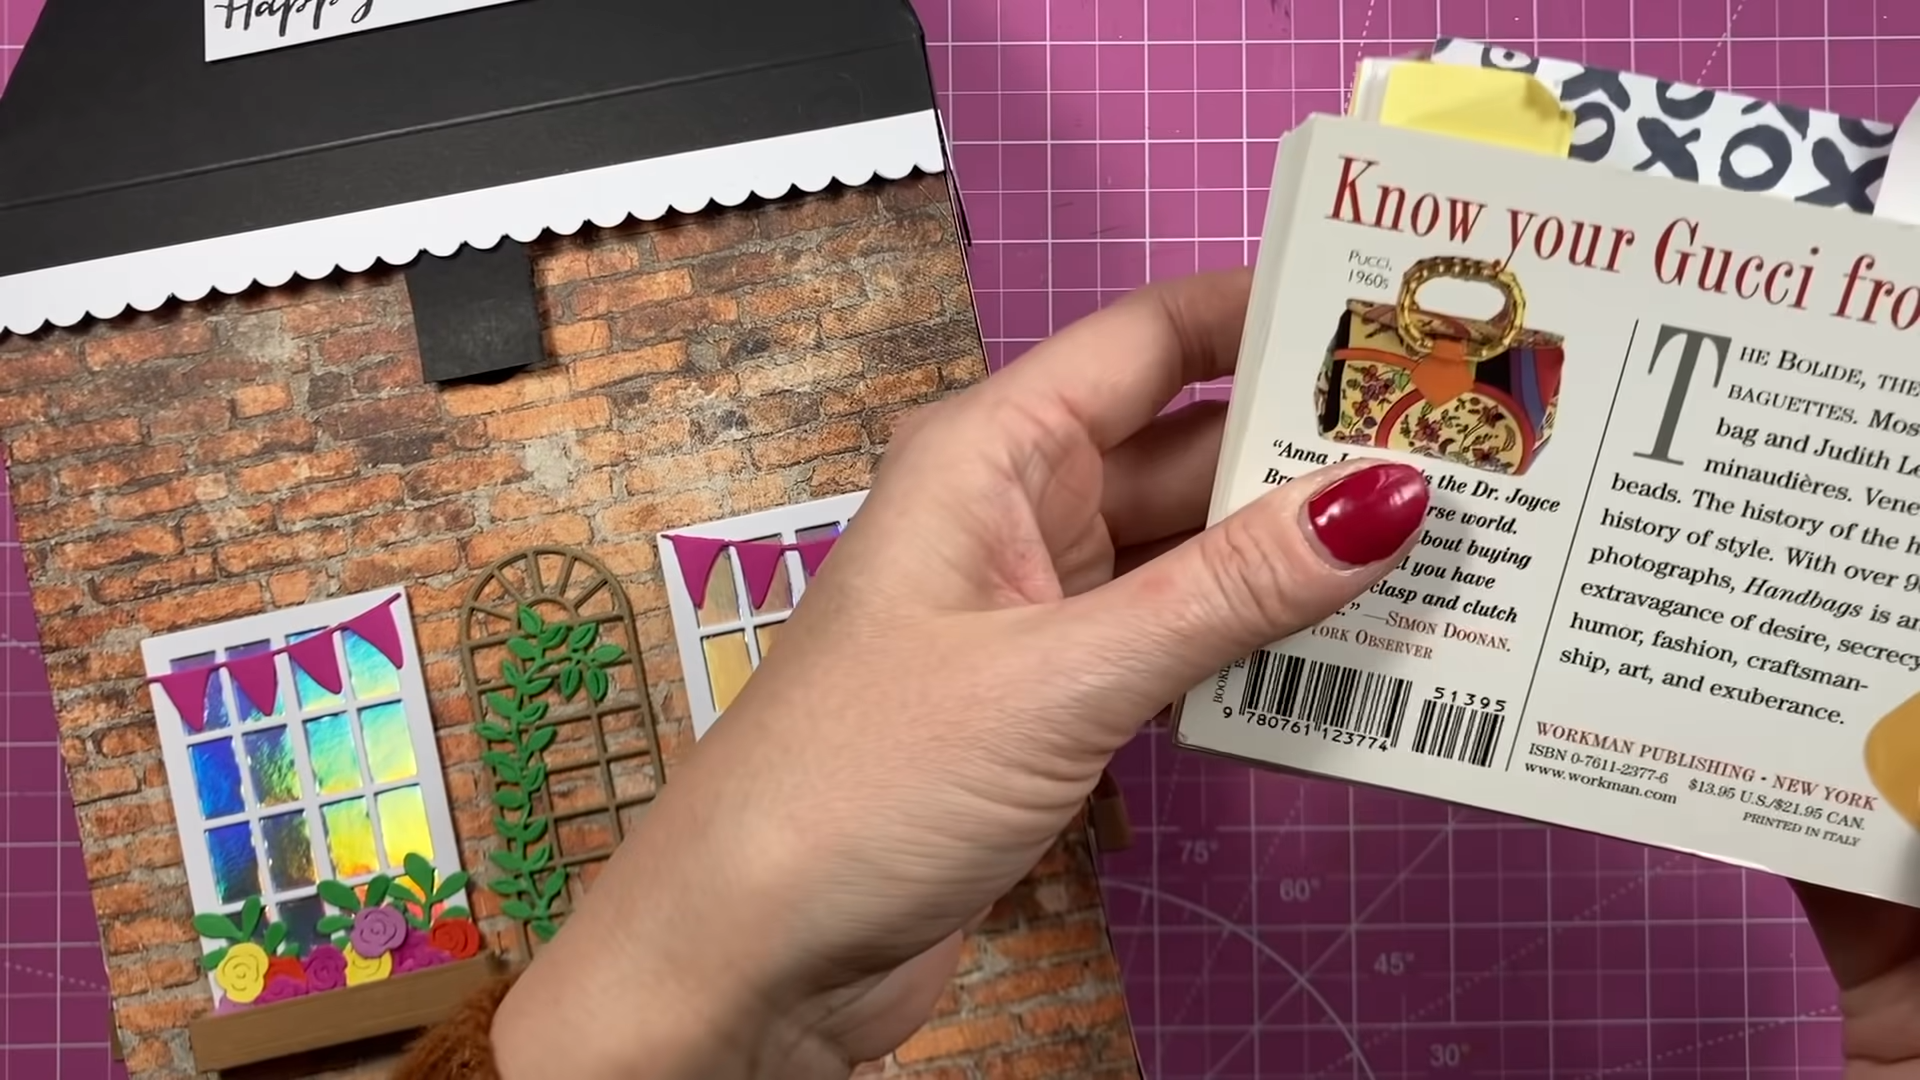 Happy
Know your Gucci fro
PUCCI,
1960s
"Anna
s the Dr. Joyce
Bro
rse world.
bout buying
l you have
clasp and clutch
." —SIMON DOONAN.
YORK OBSERVER
THE BOLIDE, THE
BAGUETTES. Mos
bag and Judith Le
minaudières. Vene
beads. The history of the h
history of style. With over 9
photographs, Handbags is an
extravagance of desire, secrecy
humor, fashion, craftsman-
ship, art, and exuberance.
51395
9 780761 123774
WORKMAN PUBLISHING • NEW YORK
ISBN 0-7611-2377-6 $13.95 U.S./$21.95 CAN.
www.workman.com
PRINTED IN ITALY
75°
60°
45°
30°